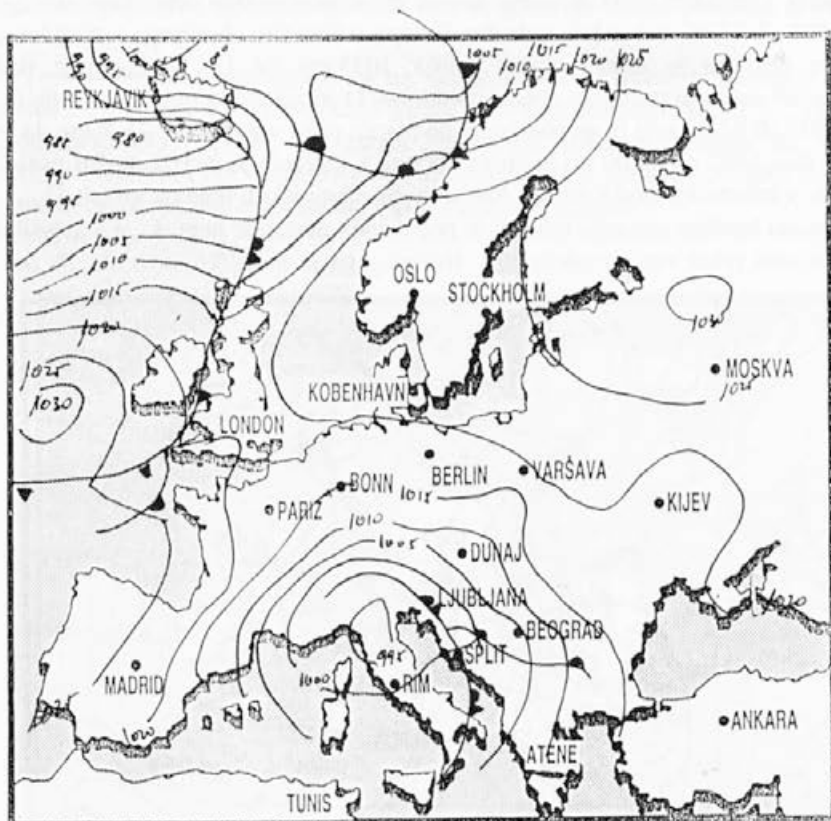 1005
1010
1015
1020
1025
REYKJAVIK
985
980
990
995
1000
1005
1010
1015
1020
1025
1030
OSLO
STOCKHOLM
MOSKVA
1025
KOBENHAVN
LONDON
BERLIN
VARŠAVA
BONN
1015
KIJEV
PARIZ
1010
1005
DUNAJ
LJUBLJANA
1020
BEOGRAD
SPLIT
995
MADRID
1000
RIM
ANKARA
1020
ATENE
TUNIS